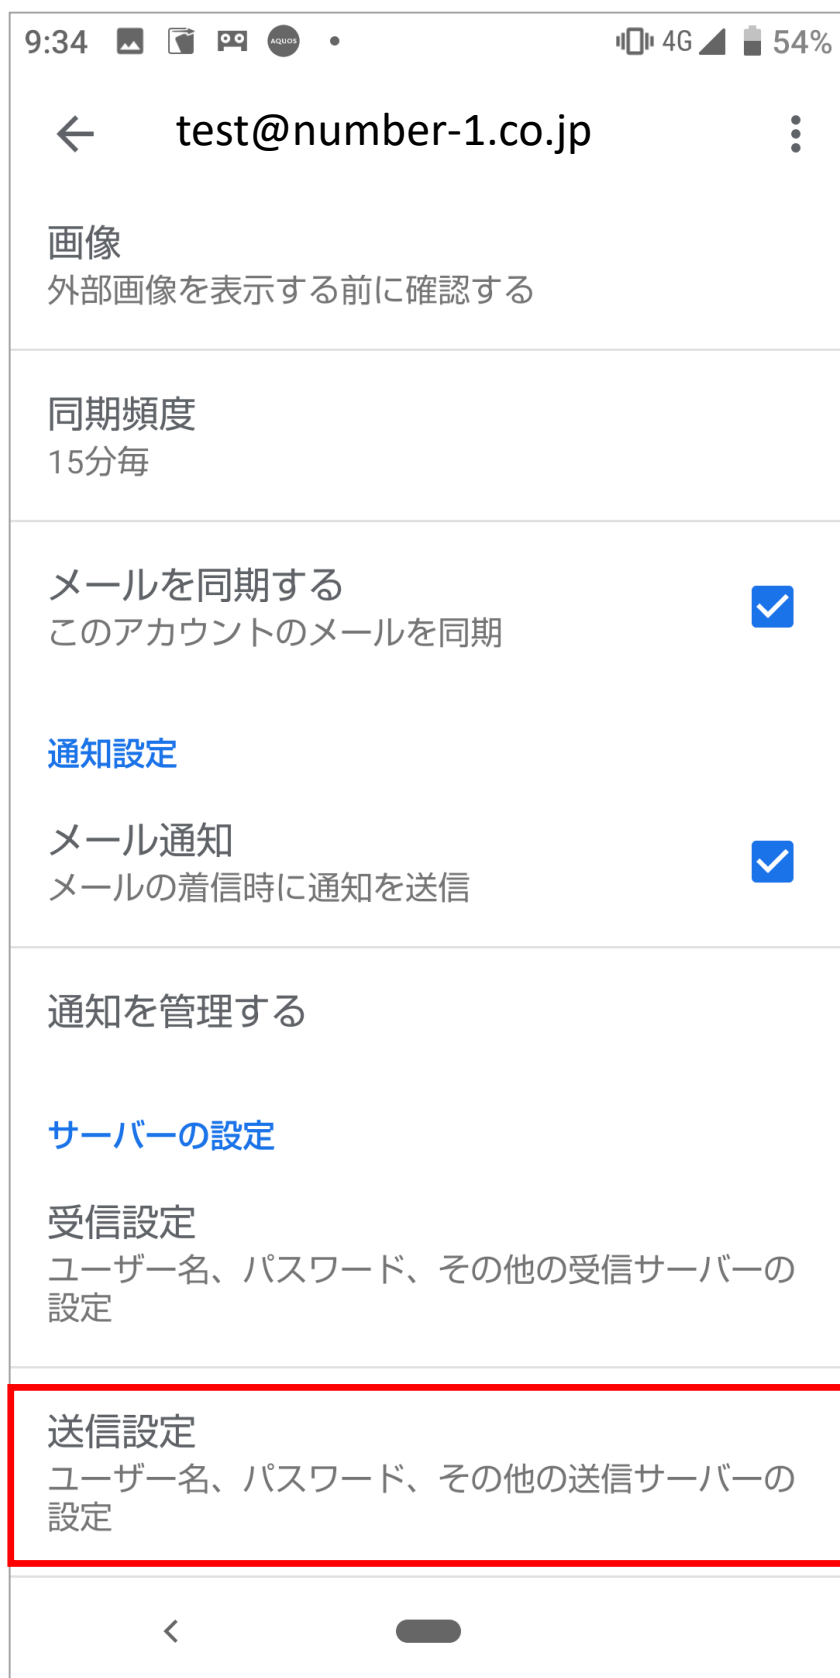 9:34 AQUOS 4G 54%
test@number-1.co.jp
画像
外部画像を表示する前に確認する
同期頻度
15分毎
メールを同期する
このアカウントのメールを同期
通知設定
メール通知
メールの着信時に通知を送信
通知を管理する
サーバーの設定
受信設定
ユーザー名、パスワード、その他の受信サーバーの
設定
送信設定
ユーザー名、パスワード、その他の送信サーバーの
設定